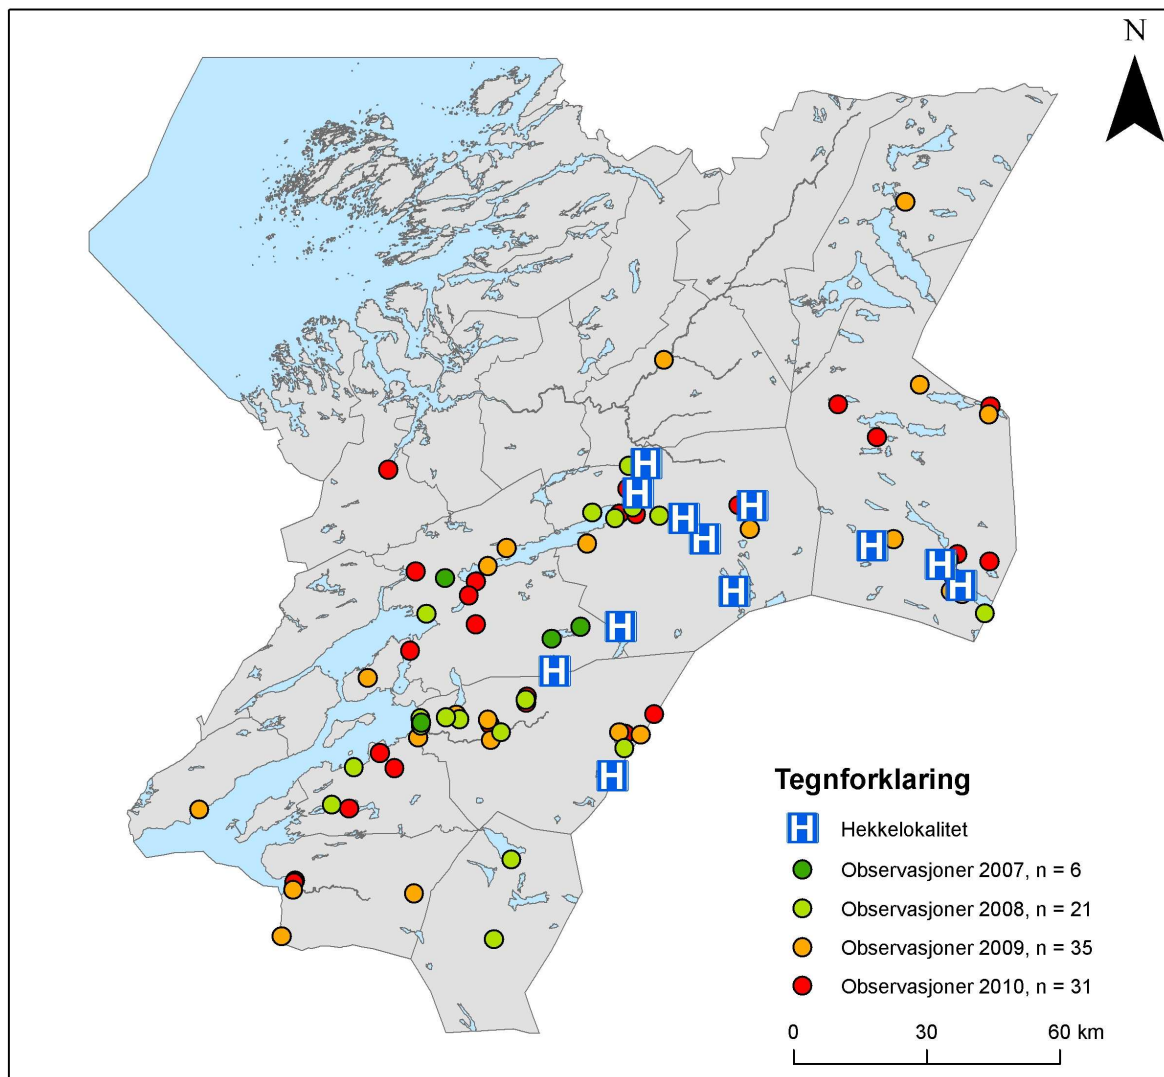 N
H
H
H
H
H
H
H
H
H
H
H
H
Tegnforklaring
H Hekkelokalitet
Observasjoner 2007, n = 6
Observasjoner 2008, n = 21
Observasjoner 2009, n = 35
Observasjoner 2010, n = 31
0 30 60 km